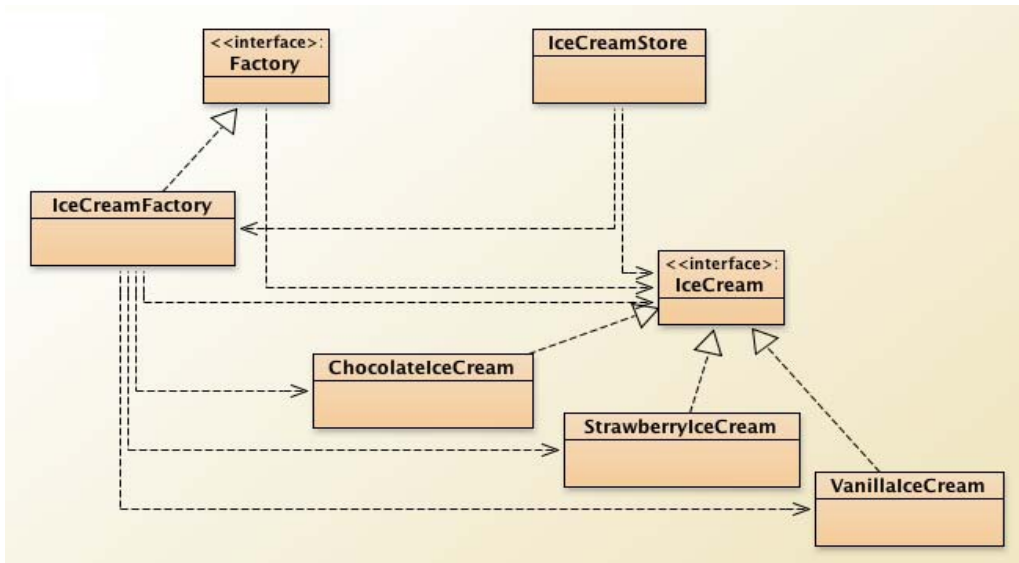 <<interface>:
Factory
IceCreamStore
IceCreamFactory
<<interface>:
IceCream
ChocolateIceCream
StrawberryIceCream
VanillaIceCream